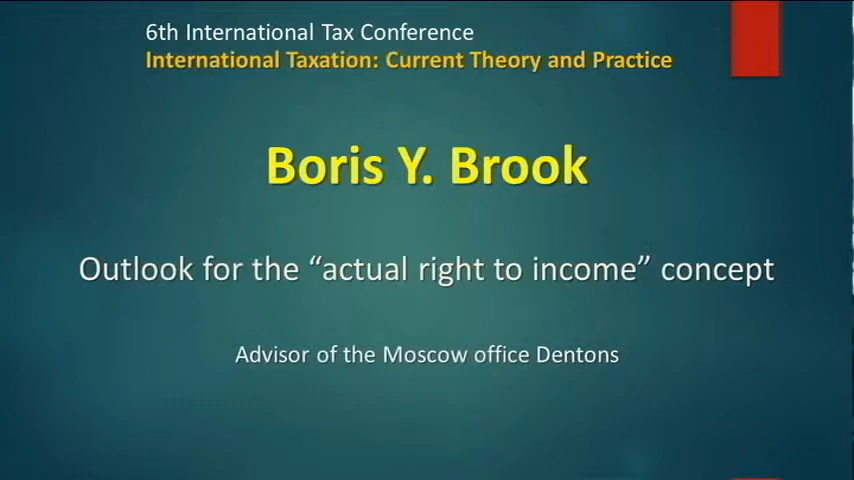 6th International Tax Conference
International Taxation: Current Theory and Practice
Boris Y. Brook
Outlook for the “actual right to income” concept
Advisor of the Moscow office Dentons